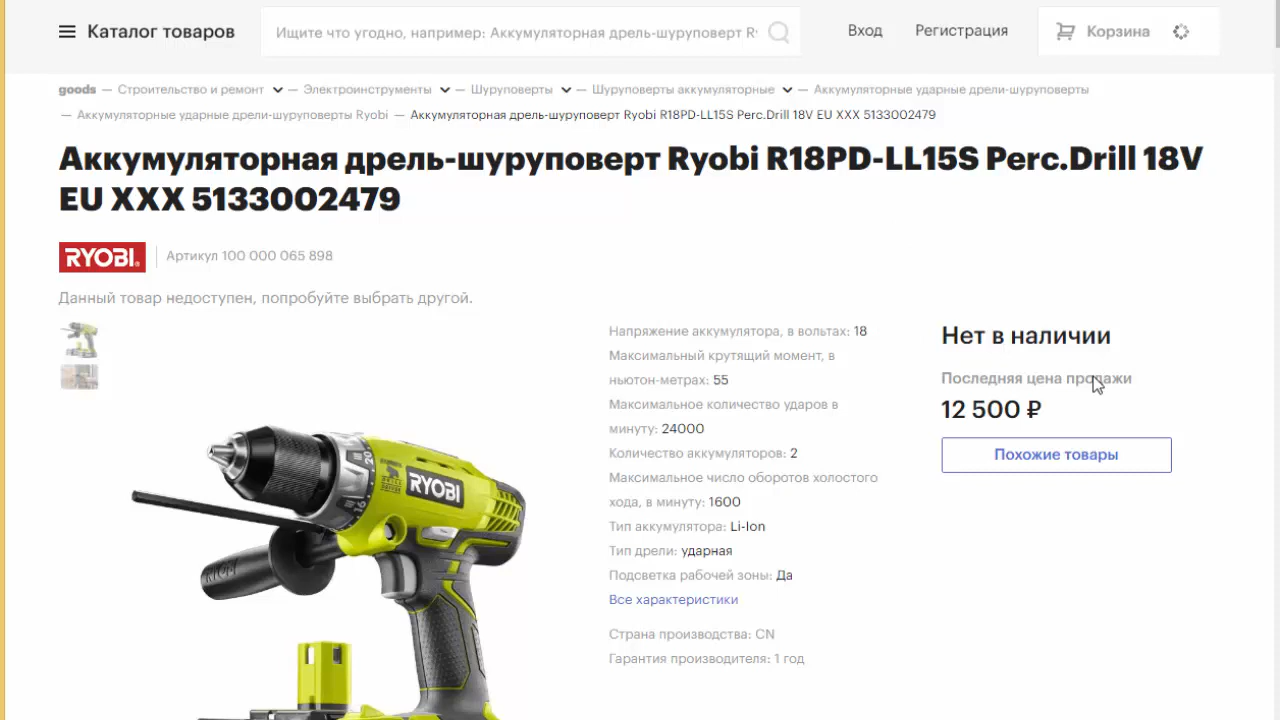 Каталог товаров
Ищите что угодно, например: Аккумуляторная дрель-шуруповерт R
Вход
Регистрация
Корзина
goods — Строительство и ремонт — Электроинструменты — Шуруповерты — Шуруповерты аккумуляторные — Аккумуляторные ударные дрели-шуруповерты
— Аккумуляторные ударные дрели-шуруповерты Ryobi — Аккумуляторная дрель-шуруповерт Ryobi R18PD-LL15S Perc.Drill 18V EU XXX 5133002479
Аккумуляторная дрель-шуруповерт Ryobi R18PD-LL15S Perc.Drill 18V
EU XXX 5133002479
RYOBI
Артикул 100 000 065 898
Данный товар недоступен, попробуйте выбрать другой.
Напряжение аккумулятора, в вольтах: 18
Максимальный крутящий момент, в
ньютон-метрах: 55
Максимальное количество ударов в
минуту: 24000
Количество аккумуляторов: 2
Максимальное число оборотов холостого
хода, в минуту: 1600
Тип аккумулятора: Li-Ion
Тип дрели: ударная
Подсветка рабочей зоны: Да
Все характеристики
Страна производства: CN
Гарантия производителя: 1 год
Нет в наличии
Последняя цена продажи
12 500 ₽
Похожие товары
RYOBI
20
16
RYOBI